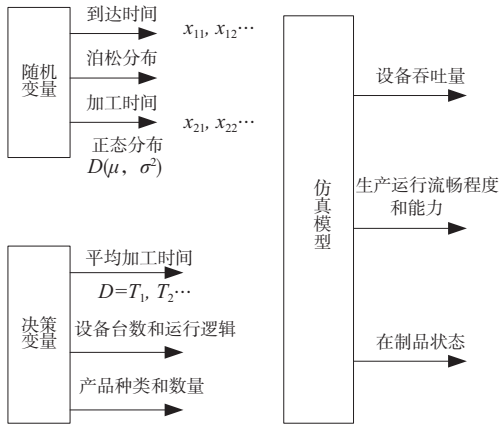 随机
变量
到达时间
x11, x12…
泊松分布
加工时间
x21, x22…
正态分布
D(μ, σ²)
决策
变量
平均加工时间
D=T1, T2…
设备台数和运行逻辑
产品种类和数量
仿
真
模
型
设备吞吐量
生产运行流畅程度
和能力
在制品状态